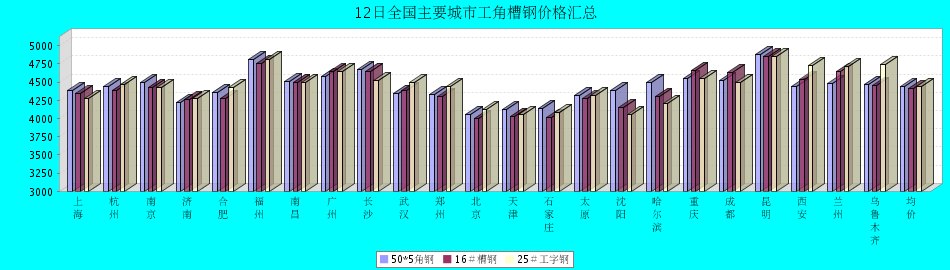 12日全国主要城市工角槽钢价格汇总
5000
4750
4500
4250
4000
3750
3500
3250
3000
上海
杭州
南京
济南
合肥
福州
南昌
广州
长沙
武汉
郑州
北京
天津
石家庄
太原
沈阳
哈尔滨
重庆
成都
昆明
西安
兰州
乌鲁木齐
均价
50*5角钢 16#槽钢 25#工字钢